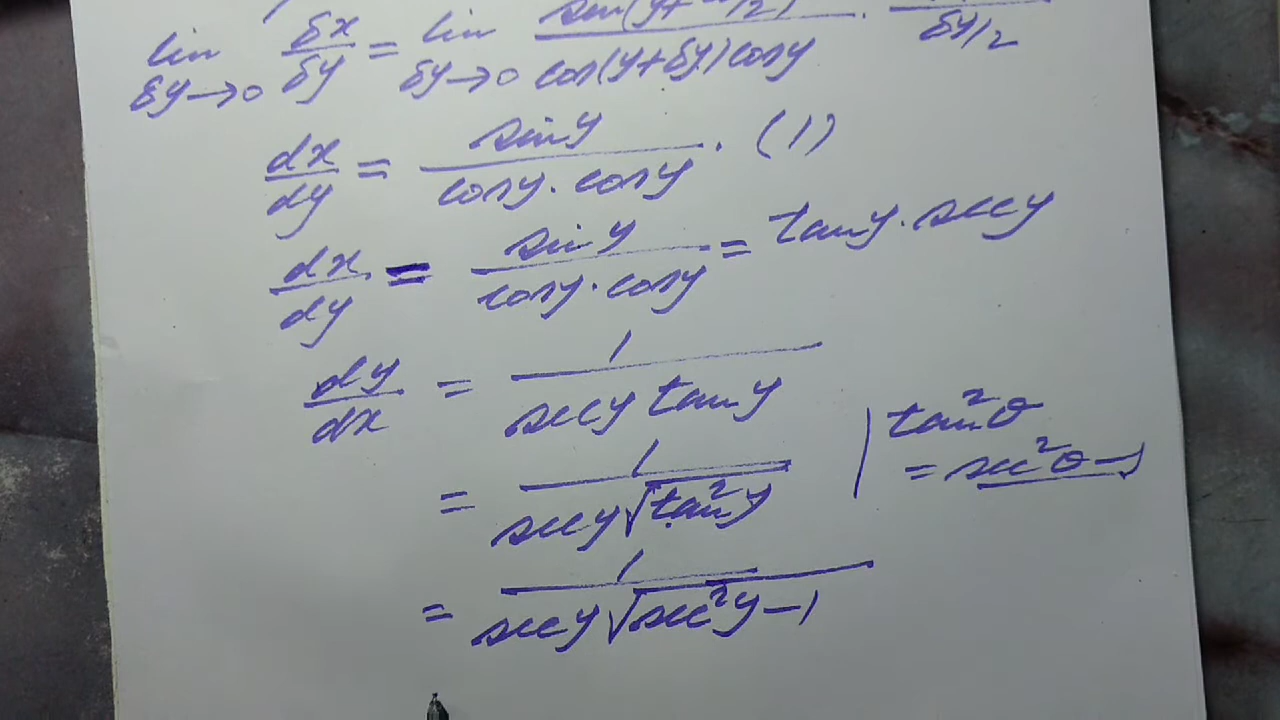 lim δx/δy = lim sin(y+ /2) / cos(y+δy)cosy · / δy/2
δy→0 δy→0
dx/dy = siny / cosy.cosy . (1)
dx/dy = siny / cosy.cosy = tany.secy
dy/dx = 1 / secy tany
= 1 / secy√tan²y | tan²θ
= sec²θ-1
= 1 / secy√sec²y-1